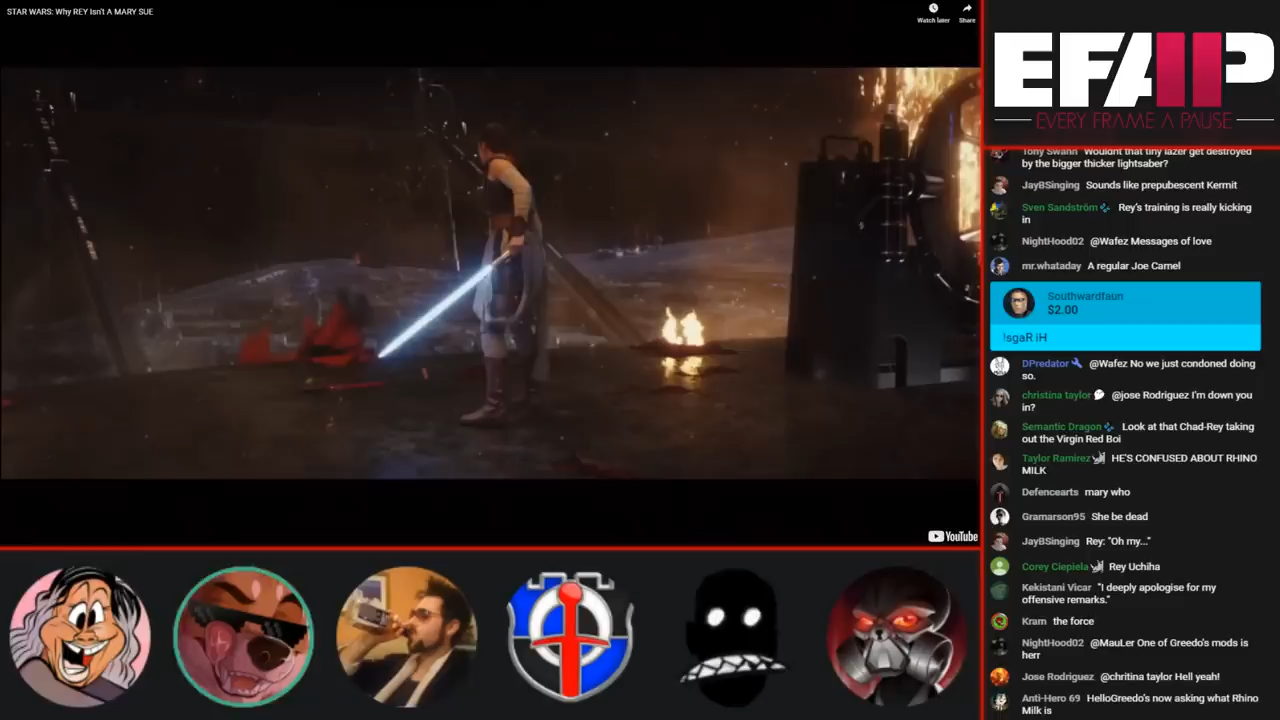 STAR WARS: Why REY Isn't A MARY SUE
Watch later
Share
YouTube
EFAP
EVERY FRAME A PAUSE
Tony Swann Wouldnt that tiny lazer get destroyed
by the bigger thicker lightsaber?
JayBSinging Sounds like prepubescent Kermit
Sven Sandström Rey's training is really kicking
in
NightHood02 @Wafez Messages of love
mr.whataday A regular Joe Camel
Southwardfaun
$2.00
!sgaR iH
DPredator @Wafez No we just condoned doing
so.
christina taylor @jose Rodriguez I'm down you
in?
Semantic Dragon Look at that Chad-Rey taking
out the Virgin Red Boi
Taylor Ramirez HE'S CONFUSED ABOUT RHINO
MILK
Defencearts mary who
Gramarson95 She be dead
JayBSinging Rey: "Oh my..."
Corey Ciepiela Rey Uchiha
Kekistani Vicar "I deeply apologise for my
offensive remarks."
Kram the force
NightHood02 @MauLer One of Greedo's mods is
herr
Jose Rodriguez @chritina taylor Hell yeah!
Anti-Hero 69 HelloGreedo's now asking what Rhino
Milk is